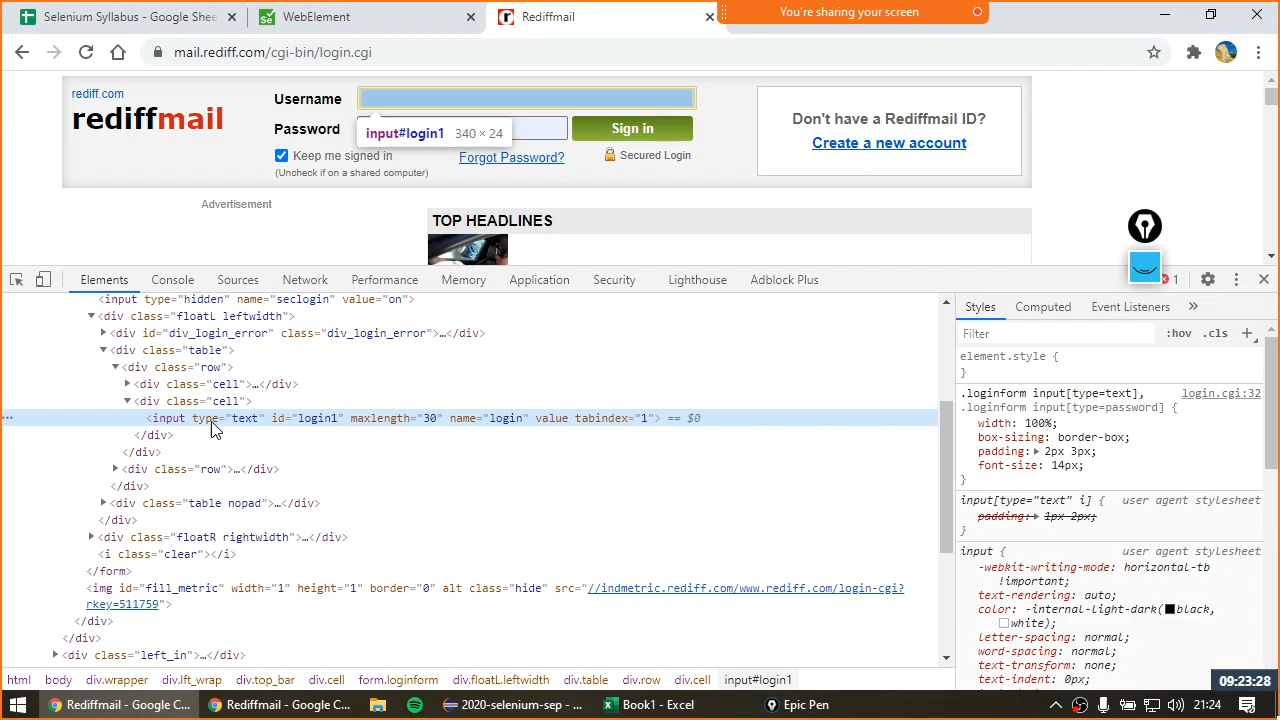 Selenium Syllabus - Google Shee
WebElement
Rediffmail
You're sharing your screen
mail.rediff.com/cgi-bin/login.cgi
rediff.com
rediffmail
Username
Password
input#login1 340 × 24
Sign in
Keep me signed in
(Uncheck if on a shared computer)
Forgot Password?
Secured Login
Don't have a Rediffmail ID?
Create a new account
Advertisement
TOP HEADLINES
Elements Console Sources Network Performance Memory Application Security Lighthouse Adblock Plus 1
<input type="hidden" name="seclogin" value="on">
<div class="floatL leftwidth">
<div id="div_login_error" class="div_login_error">…</div>
<div class="table">
<div class="row">
<div class="cell">…</div>
<div class="cell">
<input type="text" id="login1" maxlength="30" name="login" value tabindex="1"> == $0
</div>
</div>
<div class="row">…</div>
</div>
<div class="table nopad">…</div>
</div>
<div class="floatR rightwidth">…</div>
<i class="clear"></i>
</form>
<img id="fill_metric" width="1" height="1" border="0" alt class="hide" src="//indmetric.rediff.com/www.rediff.com/login-cgi?
rkey=511759">
</div>
</div>
<div class="left_in">…</div>
html body div.wrapper div.lft_wrap div.top_bar div.cell form.loginform div.floatL.leftwidth div.table div.row div.cell input#login1
Styles Computed Event Listeners »
Filter :hov .cls +
element.style {
}
.loginform input[type=text], login.cgi:32
.loginform input[type=password] {
width: 100%;
box-sizing: border-box;
padding: 2px 3px;
font-size: 14px;
}
input[type="text" i] { user agent stylesheet
padding: 1px 2px;
}
input { user agent stylesheet
-webkit-writing-mode: horizontal-tb
!important;
text-rendering: auto;
color: -internal-light-dark(black,
white);
letter-spacing: normal;
word-spacing: normal;
text-transform: none;
text-indent: 0px;
09:23:28
Rediffmail - Google C...
Rediffmail - Google C...
2020-selenium-sep - ...
Book1 - Excel
Epic Pen
21:24